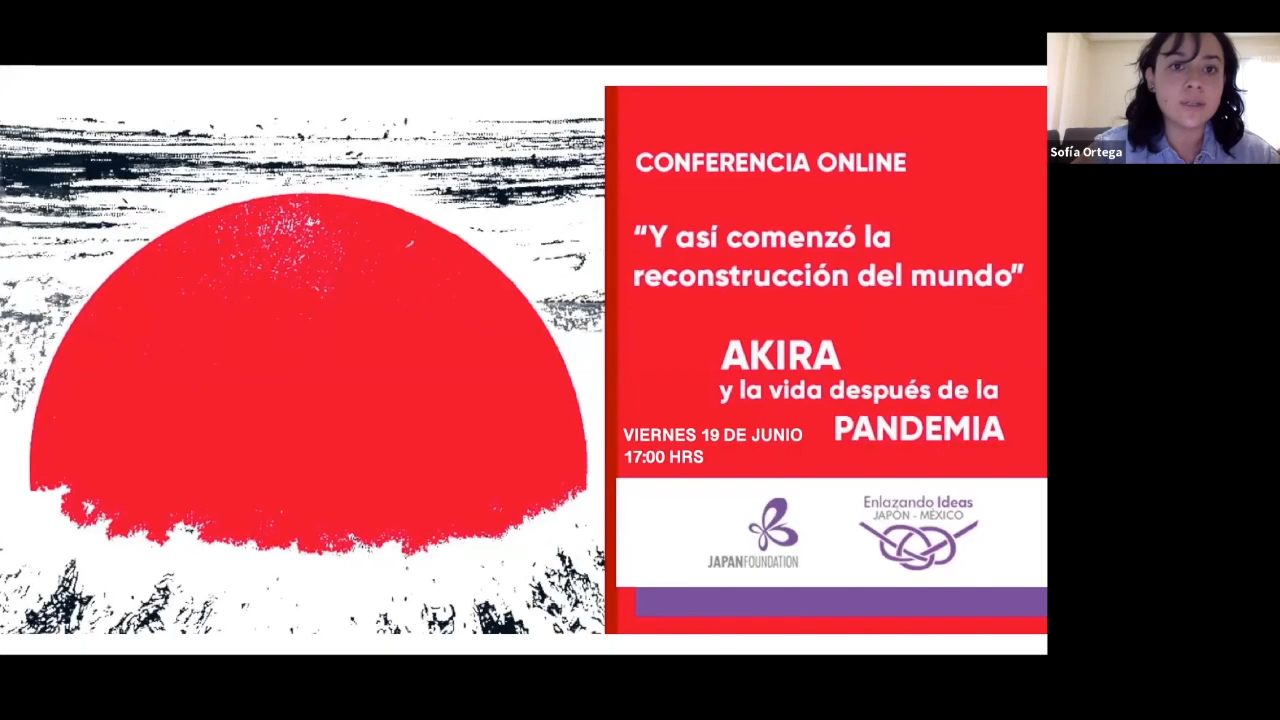 CONFERENCIA ONLINE
“Y así comenzó la
reconstrucción del mundo”
AKIRA
y la vida después de la
PANDEMIA
VIERNES 19 DE JUNIO
17:00 HRS
JAPANFOUNDATION
Enlazando Ideas
JAPÓN - MÉXICO
Sofía Ortega